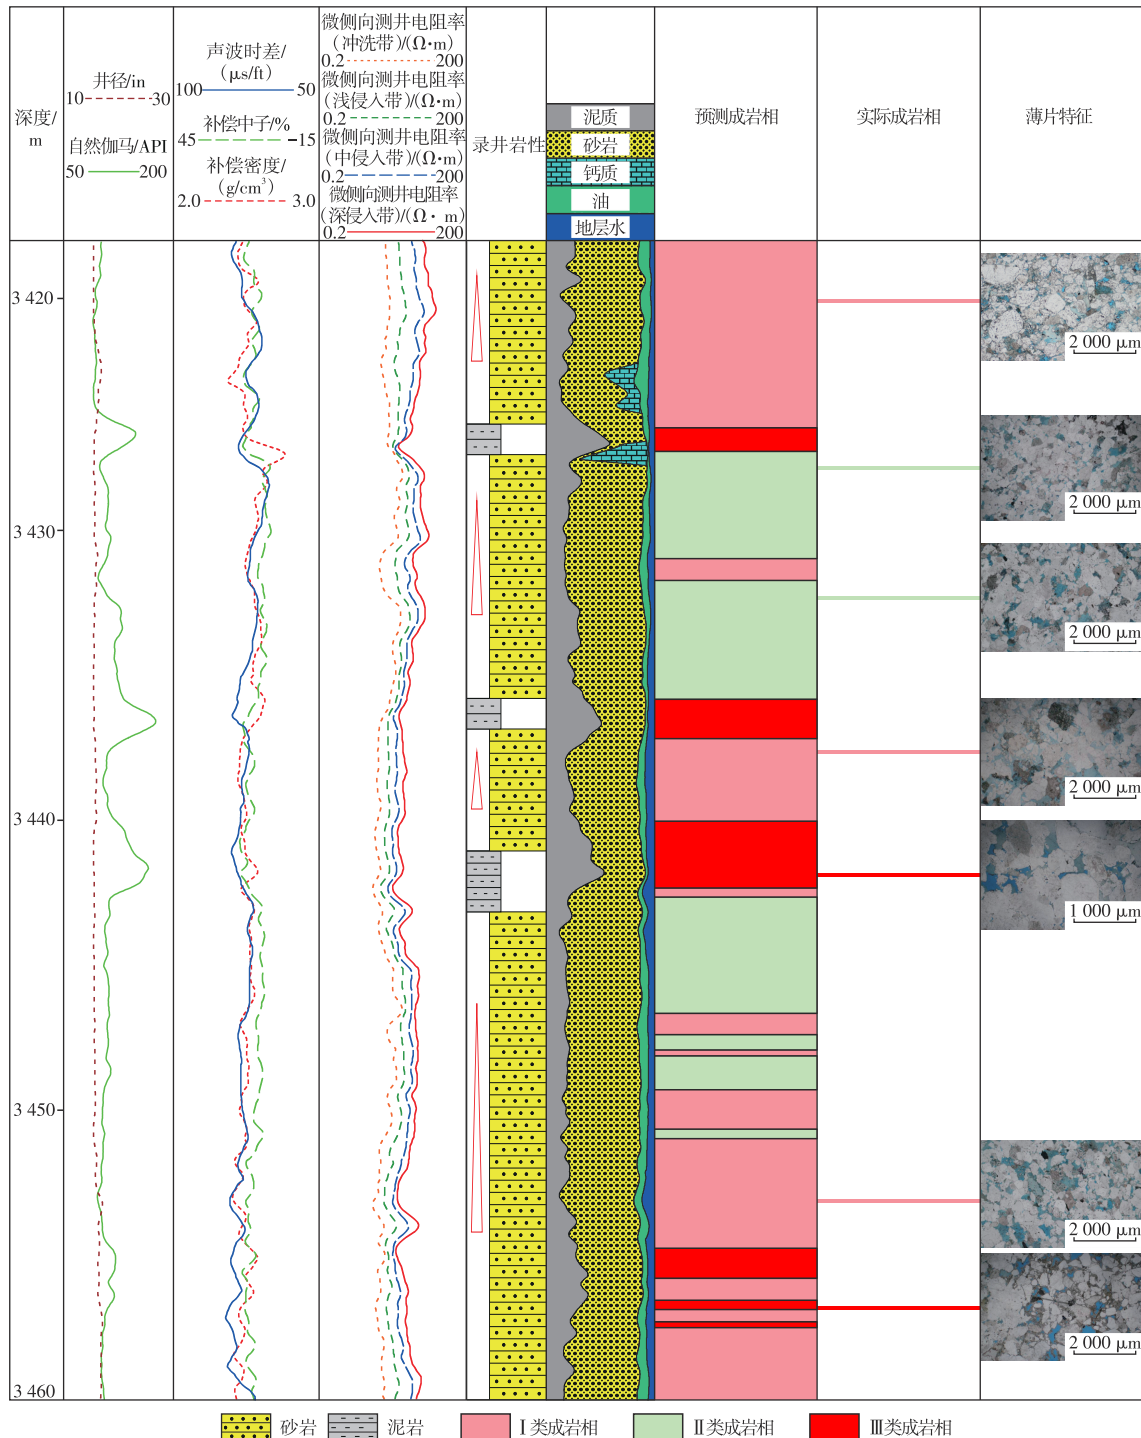 深度/
m
井径/in
10 30
自然伽马/API
50 200
声波时差/
(μs/ft)
100 50
补偿中子/%
45 −15
补偿密度/
(g/cm³)
2.0 3.0
微侧向测井电阻率
(冲洗带)/(Ω·m)
0.2 200
微侧向测井电阻率
(浅侵入带)/(Ω·m)
0.2 200
微侧向测井电阻率
(中侵入带)/(Ω·m)
0.2 200
微侧向测井电阻率
(深侵入带)/(Ω·m)
0.2 200
录井岩性
泥质
砂岩
钙质
油
地层水
预测成岩相
实际成岩相
薄片特征
3 420
3 430
3 440
3 450
3 460
2 000 μm
2 000 μm
2 000 μm
2 000 μm
1 000 μm
2 000 μm
2 000 μm
砂岩
泥岩
Ⅰ类成岩相
Ⅱ类成岩相
Ⅲ类成岩相